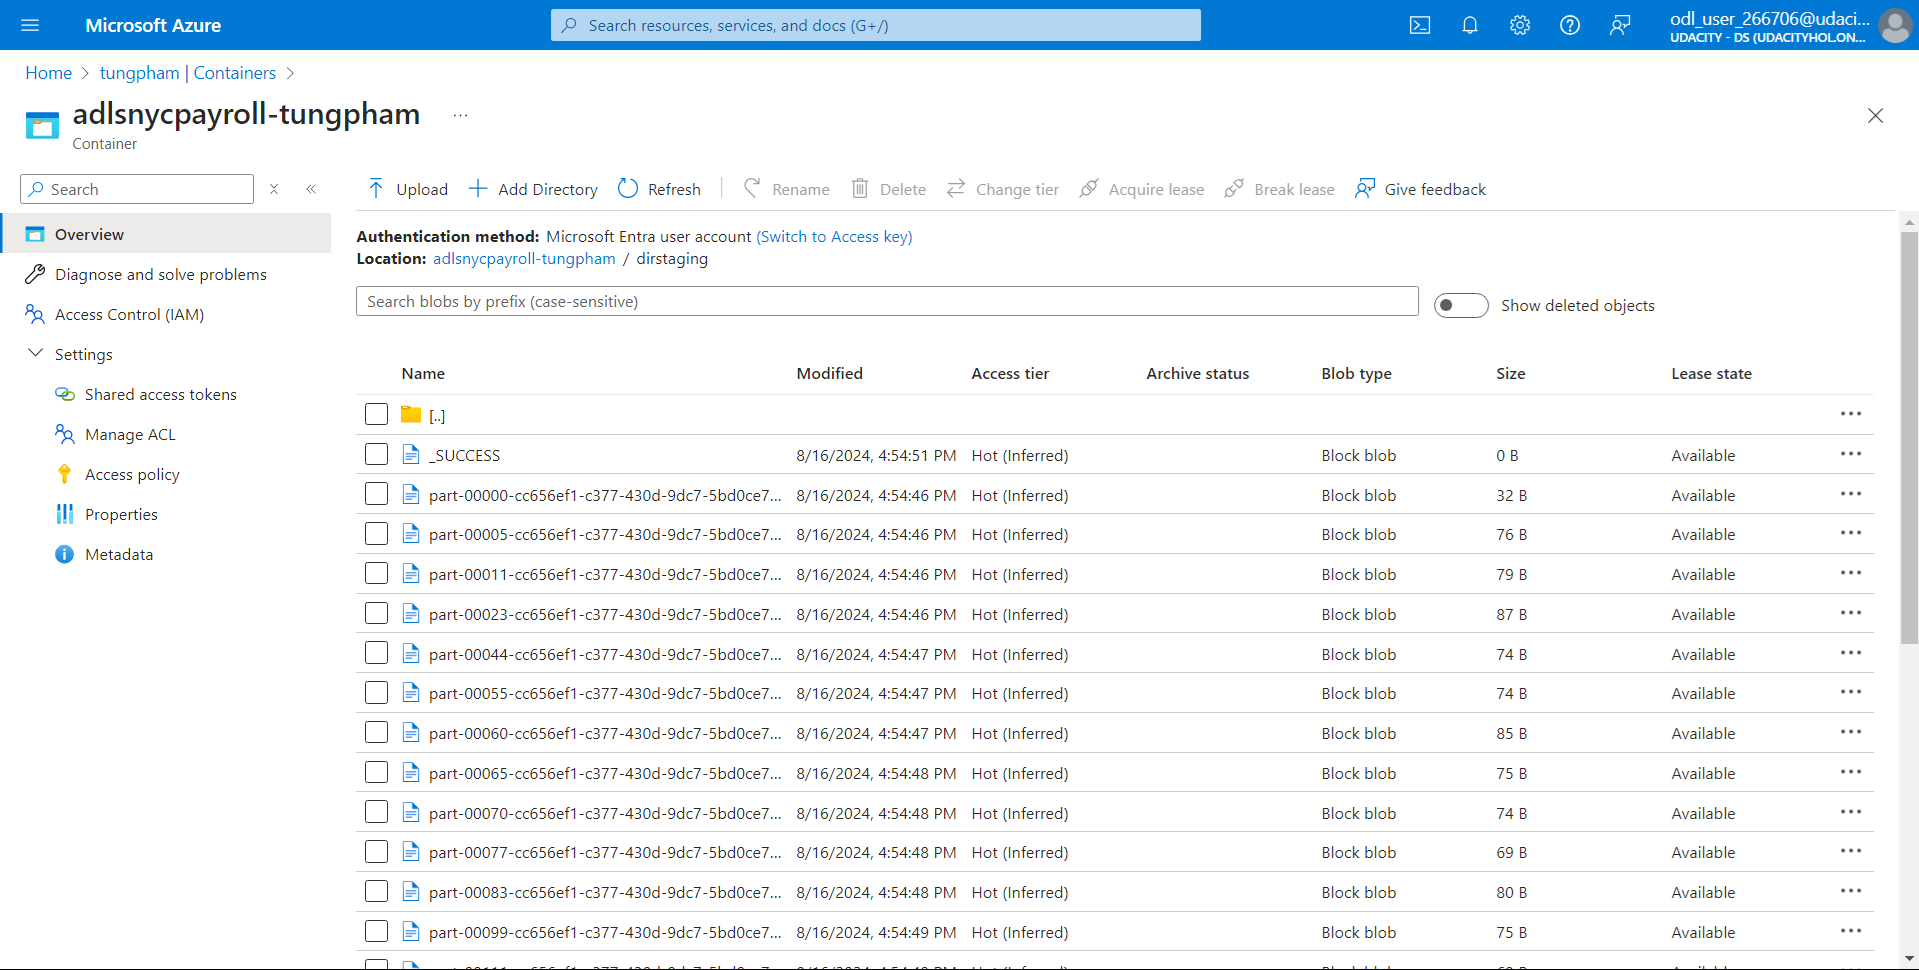 Microsoft Azure
Search resources, services, and docs (G+/)
odl_user_266706@udaci...
UDACITY - DS (UDACITYHOL.ON...
Home > tungpham | Containers >
adlsnycpayroll-tungpham ...
Container
Search
Upload Add Directory Refresh Rename Delete Change tier Acquire lease Break lease Give feedback
Overview
Diagnose and solve problems
Access Control (IAM)
Settings
Shared access tokens
Manage ACL
Access policy
Properties
Metadata
Authentication method: Microsoft Entra user account (Switch to Access key)
Location: adlsnycpayroll-tungpham / dirstaging
Search blobs by prefix (case-sensitive)
Show deleted objects
Name Modified Access tier Archive status Blob type Size Lease state
[..]
_SUCCESS 8/16/2024, 4:54:51 PM Hot (Inferred) Block blob 0 B Available
part-00000-cc656ef1-c377-430d-9dc7-5bd0ce7... 8/16/2024, 4:54:46 PM Hot (Inferred) Block blob 32 B Available
part-00005-cc656ef1-c377-430d-9dc7-5bd0ce7... 8/16/2024, 4:54:46 PM Hot (Inferred) Block blob 76 B Available
part-00011-cc656ef1-c377-430d-9dc7-5bd0ce7... 8/16/2024, 4:54:46 PM Hot (Inferred) Block blob 79 B Available
part-00023-cc656ef1-c377-430d-9dc7-5bd0ce7... 8/16/2024, 4:54:46 PM Hot (Inferred) Block blob 87 B Available
part-00044-cc656ef1-c377-430d-9dc7-5bd0ce7... 8/16/2024, 4:54:47 PM Hot (Inferred) Block blob 74 B Available
part-00055-cc656ef1-c377-430d-9dc7-5bd0ce7... 8/16/2024, 4:54:47 PM Hot (Inferred) Block blob 74 B Available
part-00060-cc656ef1-c377-430d-9dc7-5bd0ce7... 8/16/2024, 4:54:47 PM Hot (Inferred) Block blob 85 B Available
part-00065-cc656ef1-c377-430d-9dc7-5bd0ce7... 8/16/2024, 4:54:48 PM Hot (Inferred) Block blob 75 B Available
part-00070-cc656ef1-c377-430d-9dc7-5bd0ce7... 8/16/2024, 4:54:48 PM Hot (Inferred) Block blob 74 B Available
part-00077-cc656ef1-c377-430d-9dc7-5bd0ce7... 8/16/2024, 4:54:48 PM Hot (Inferred) Block blob 69 B Available
part-00083-cc656ef1-c377-430d-9dc7-5bd0ce7... 8/16/2024, 4:54:48 PM Hot (Inferred) Block blob 80 B Available
part-00099-cc656ef1-c377-430d-9dc7-5bd0ce7... 8/16/2024, 4:54:49 PM Hot (Inferred) Block blob 75 B Available